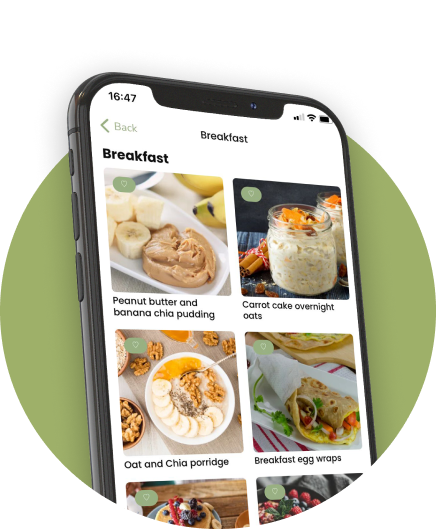 16:47
Back
Breakfast
Breakfast
Peanut butter and
banana chia pudding
Carrot cake overnight
oats
Oat and Chia porridge
Breakfast egg wraps